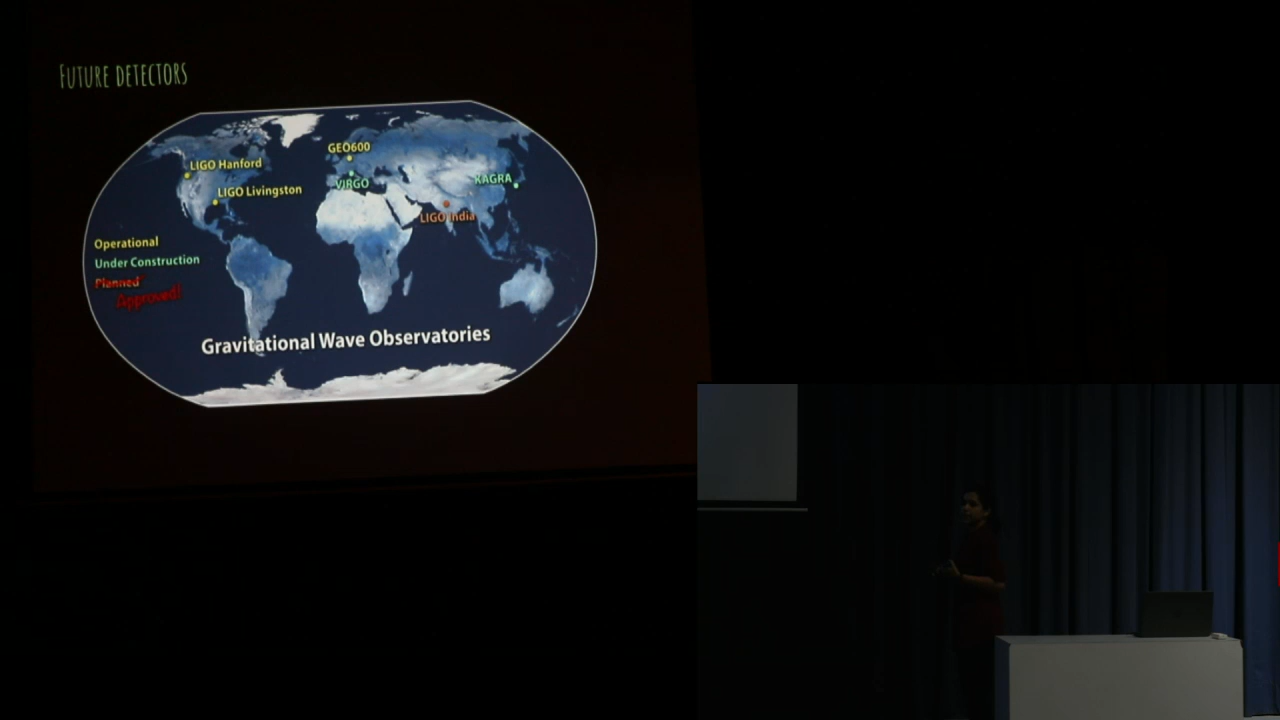 FUTURE DETECTORS
GEO600
LIGO Hanford
VIRGO
KAGRA
LIGO Livingston
LIGO India
Operational
Under Construction
Planned
Approved!
Gravitational Wave Observatories